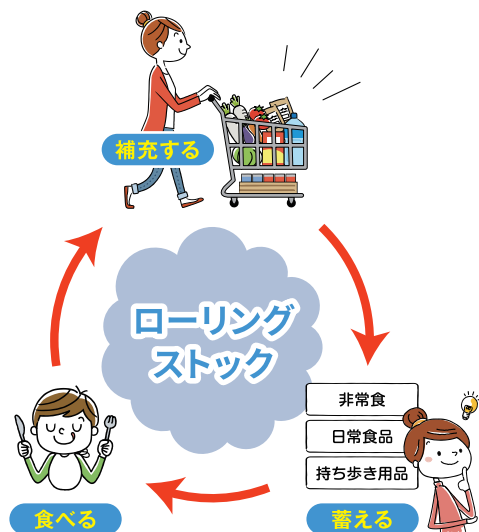 補充する
ローリング
ストック
非常食
日常食品
持ち歩き用品
食べる
蓄える